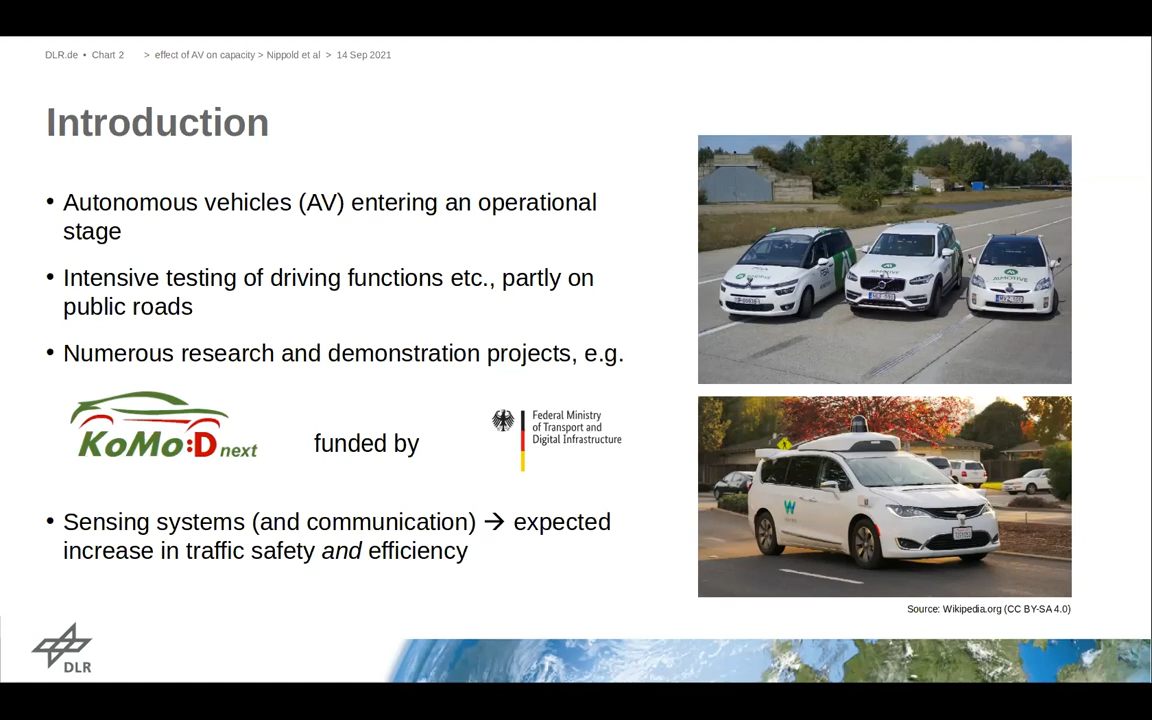 DLR.de • Chart 2 > effect of AV on capacity > Nippold et al > 14 Sep 2021
Introduction
• Autonomous vehicles (AV) entering an operational
stage
• Intensive testing of driving functions etc., partly on
public roads
• Numerous research and demonstration projects, e.g.
KoMo:D next
funded by
Federal Ministry
of Transport and
Digital Infrastructure
• Sensing systems (and communication) → expected
increase in traffic safety and efficiency
AIMOTIVE
AIMOTIVE
Source: Wikipedia.org (CC BY-SA 4.0)
DLR